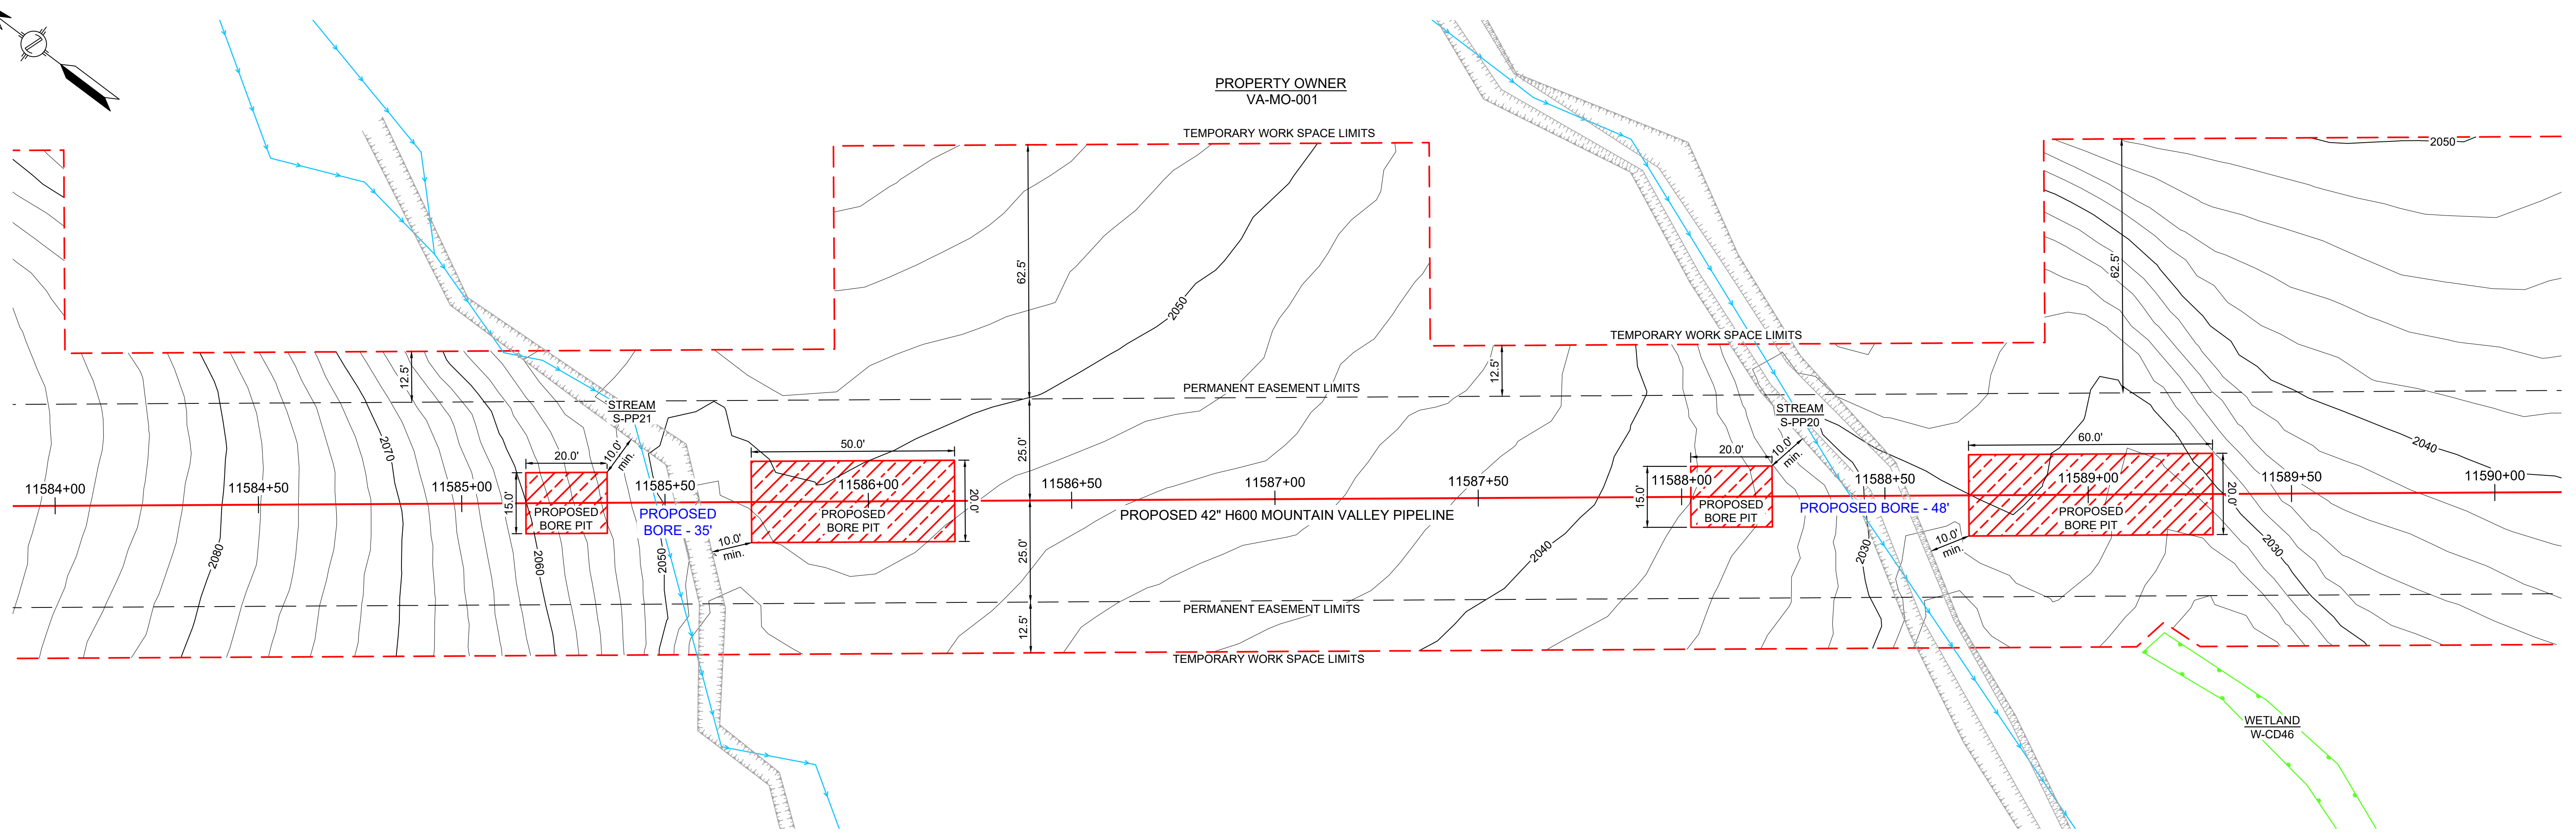 PROPERTY OWNER
VA-MO-001
TEMPORARY WORK SPACE LIMITS
2050
62.5'
62.5'
2050
TEMPORARY WORK SPACE LIMITS
12.5'
12.5'
PERMANENT EASEMENT LIMITS
STREAM
S-PP21
STREAM
S-PP20
2070
2040
10.0'
min.
10.0'
min.
50.0'
60.0'
20.0'
20.0'
25.0'
11584+00
11584+50
11585+00
11585+50
11586+00
11586+50
11587+00
11587+50
11588+00
11588+50
11589+00
11589+50
11590+00
15.0'
PROPOSED
BORE PIT
PROPOSED
BORE - 35'
PROPOSED
BORE PIT
20.0'
PROPOSED 42" H600 MOUNTAIN VALLEY PIPELINE
15.0'
PROPOSED
BORE PIT
PROPOSED BORE - 48'
PROPOSED
BORE PIT
20.0'
2080
2060
2050
10.0'
min.
25.0'
2040
2030
10.0'
min.
2030
PERMANENT EASEMENT LIMITS
12.5'
TEMPORARY WORK SPACE LIMITS
WETLAND
W-CD46